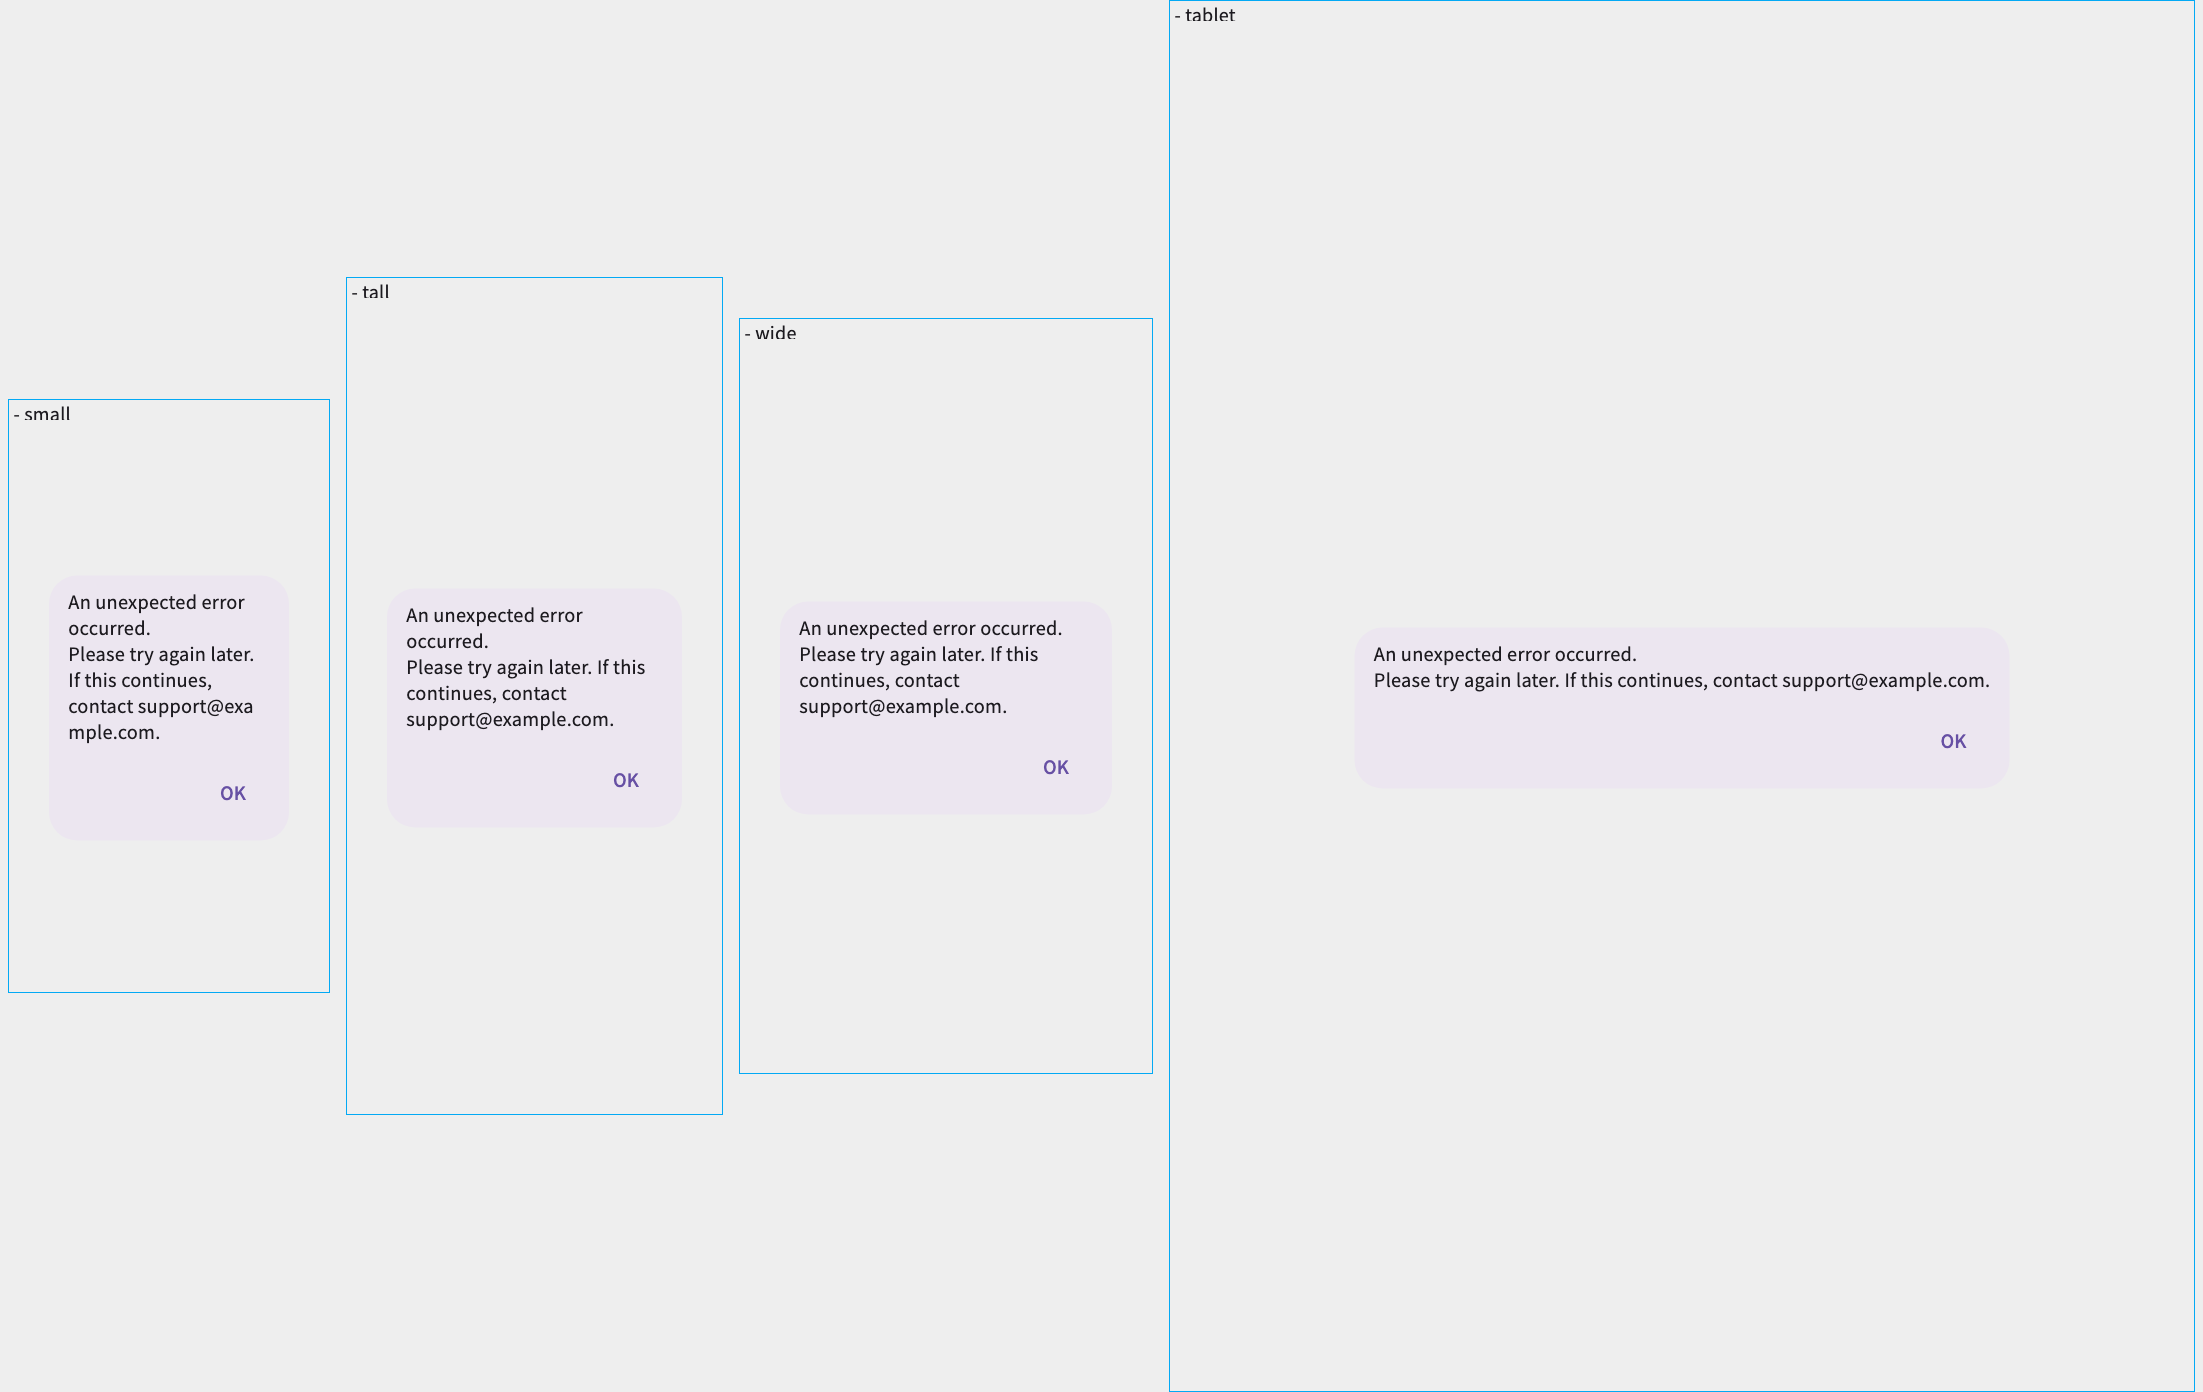 - small
An unexpected error
occurred.
Please try again later.
If this continues,
contact support@exa
mple.com.
OK
- tall
An unexpected error
occurred.
Please try again later. If this
continues, contact
support@example.com.
OK
- wide
An unexpected error occurred.
Please try again later. If this
continues, contact
support@example.com.
OK
- tablet
An unexpected error occurred.
Please try again later. If this continues, contact support@example.com.
OK